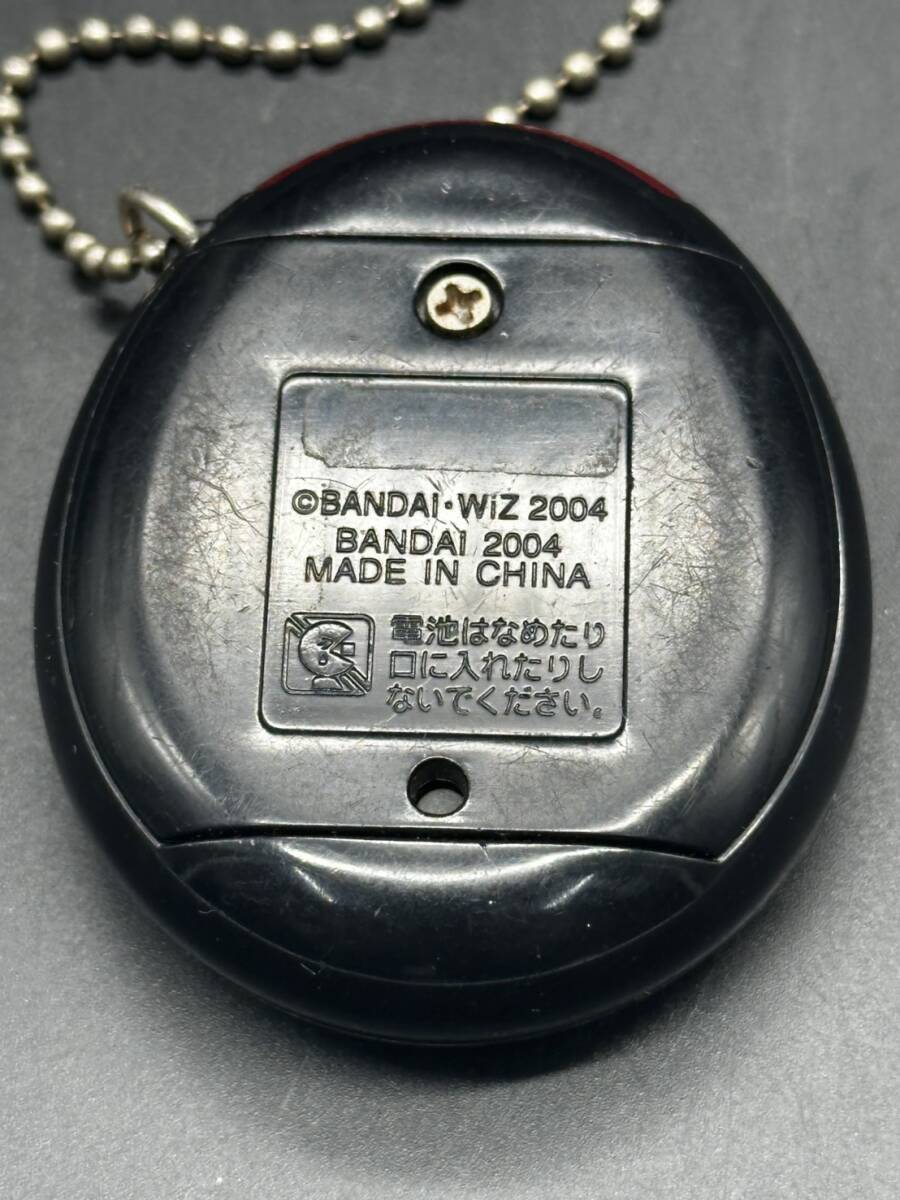 ©BANDAI・WiZ 2004
BANDAI 2004
MADE IN CHINA
電池はなめたり
口に入れたりし
ないでください。